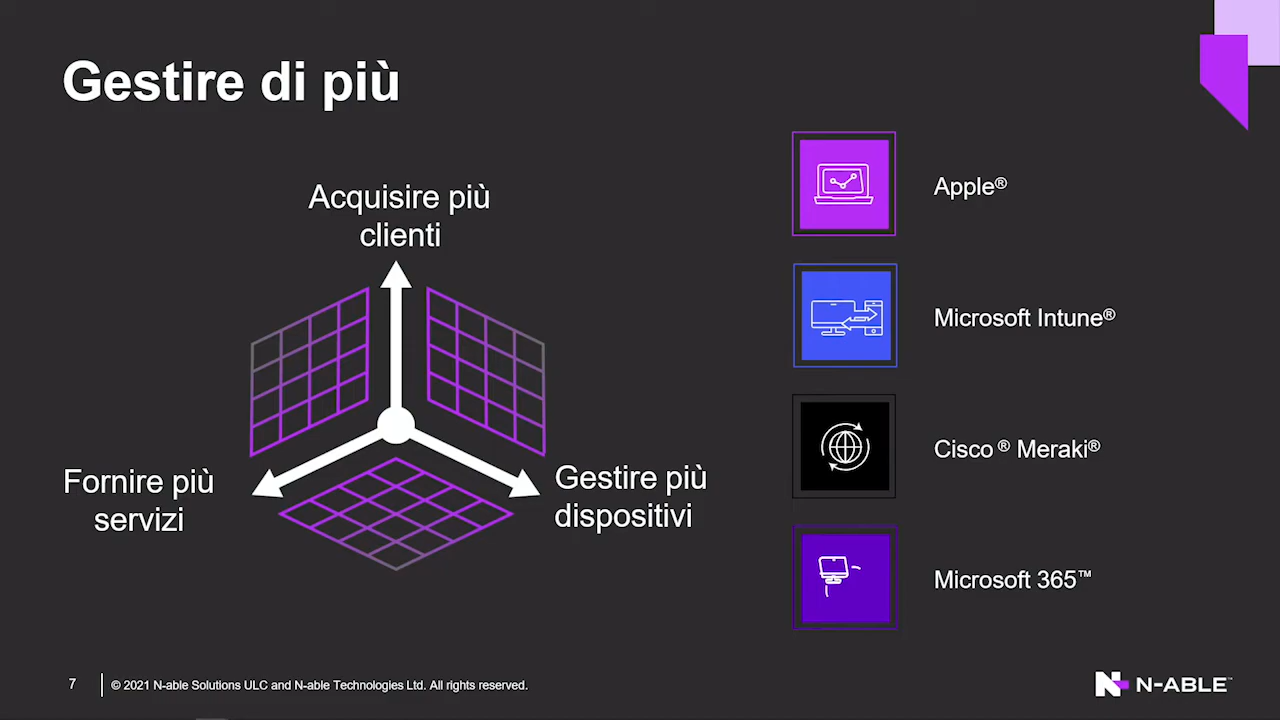 Gestire di più
Acquisire più
clienti
Fornire più
servizi
Gestire più
dispositivi
Apple®
Microsoft Intune®
Cisco ® Meraki®
Microsoft 365™
7
© 2021 N-able Solutions ULC and N-able Technologies Ltd. All rights reserved.
N-ABLE™